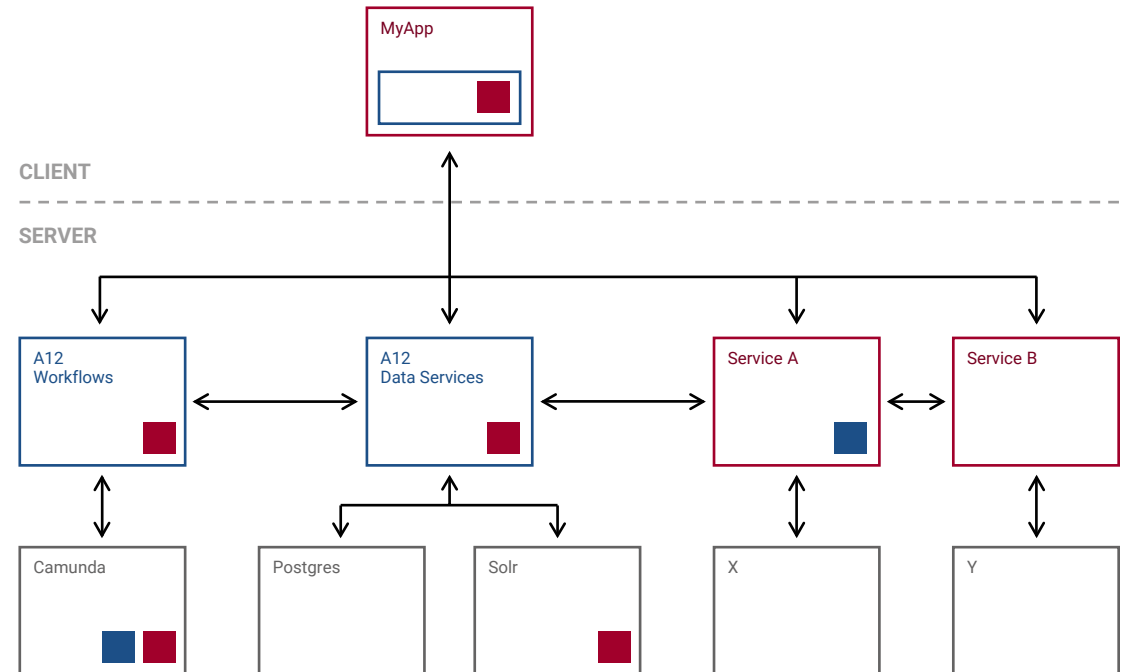 MyApp
CLIENT
SERVER
A12
Workflows
A12
Data Services
Service A
Service B
Camunda
Postgres
Solr
X
Y